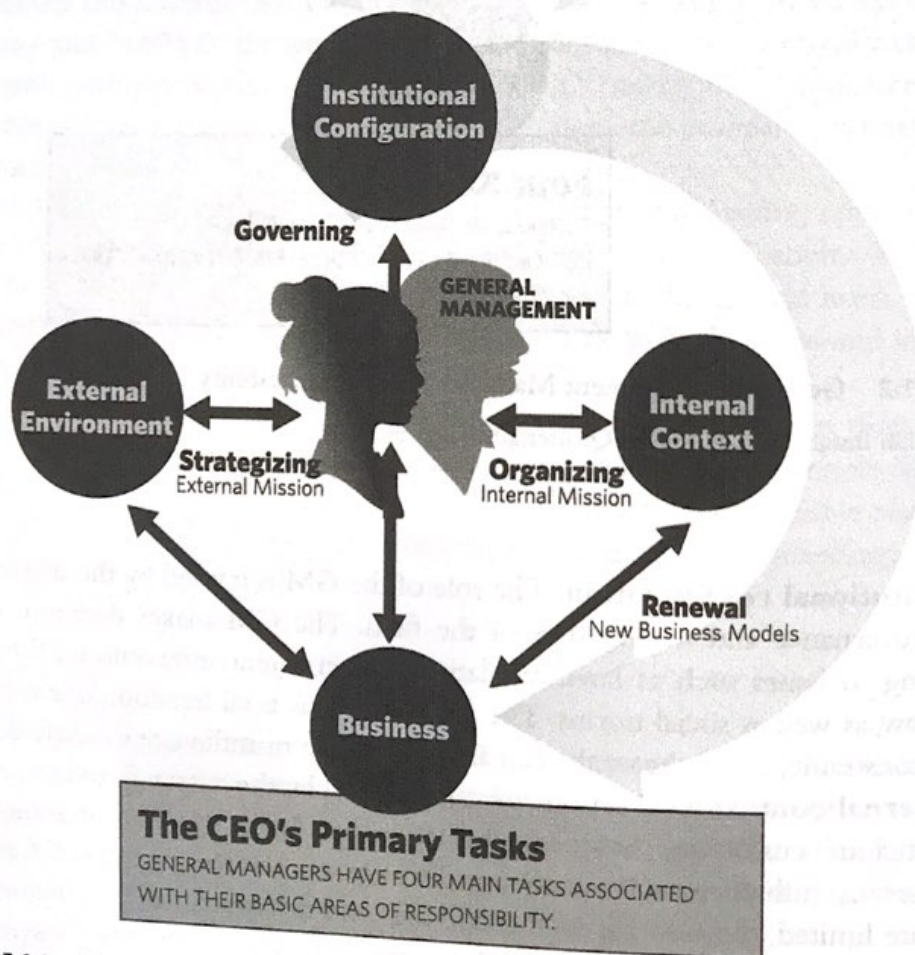 Institutional
Configuration
Governing
GENERAL
MANAGEMENT
External
Environment
Internal
Context
Strategizing
External Mission
Organizing
Internal Mission
Renewal
New Business Models
Business
The CEO's Primary Tasks
GENERAL MANAGERS HAVE FOUR MAIN TASKS ASSOCIATED
WITH THEIR BASIC AREAS OF RESPONSIBILITY.